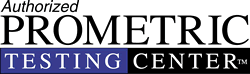 Authorized
PROMETRIC
TESTING CENTER™